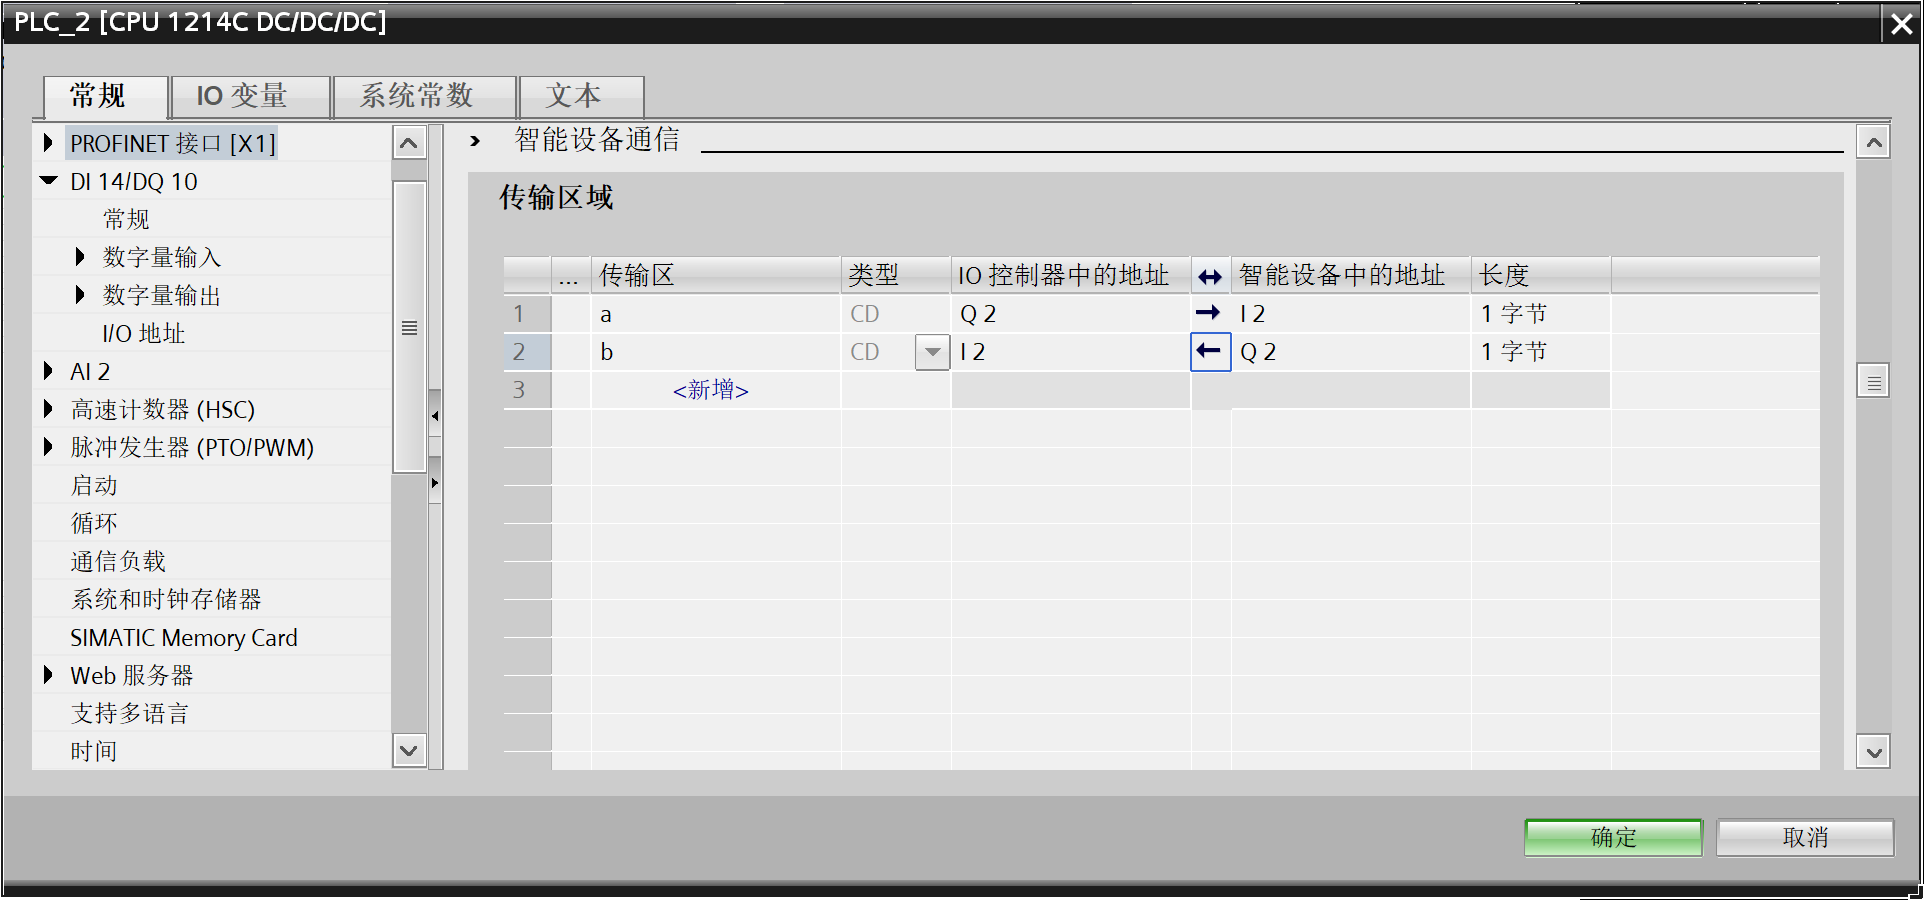 PLC_2 [CPU 1214C DC/DC/DC]
常规 IO 变量 系统常数 文本
PROFINET 接口 [X1]
DI 14/DQ 10
常规
数字量输入
数字量输出
I/O 地址
AI 2
高速计数器 (HSC)
脉冲发生器 (PTO/PWM)
启动
循环
通信负载
系统和时钟存储器
SIMATIC Memory Card
Web 服务器
支持多语言
时间
智能设备通信
传输区域
... 传输区 类型 IO 控制器中的地址 ↔ 智能设备中的地址 长度
1 a CD Q 2 → I 2 1 字节
2 b CD I 2 ← Q 2 1 字节
3 <新增>
确定 取消